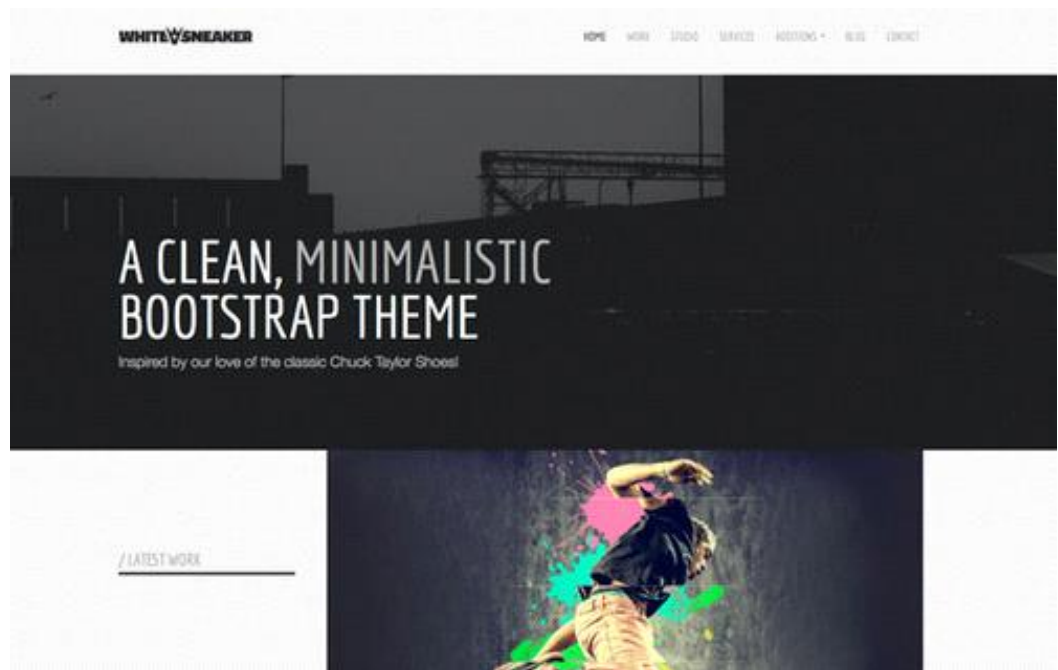 WHITE SNEAKER
HOME WORK STUDIO SERVICES ADDITIONS BLOG CONTACT
A CLEAN, MINIMALISTIC
BOOTSTRAP THEME
Inspired by our love of the classic Chuck Taylor Shoes!
/ LATEST WORK